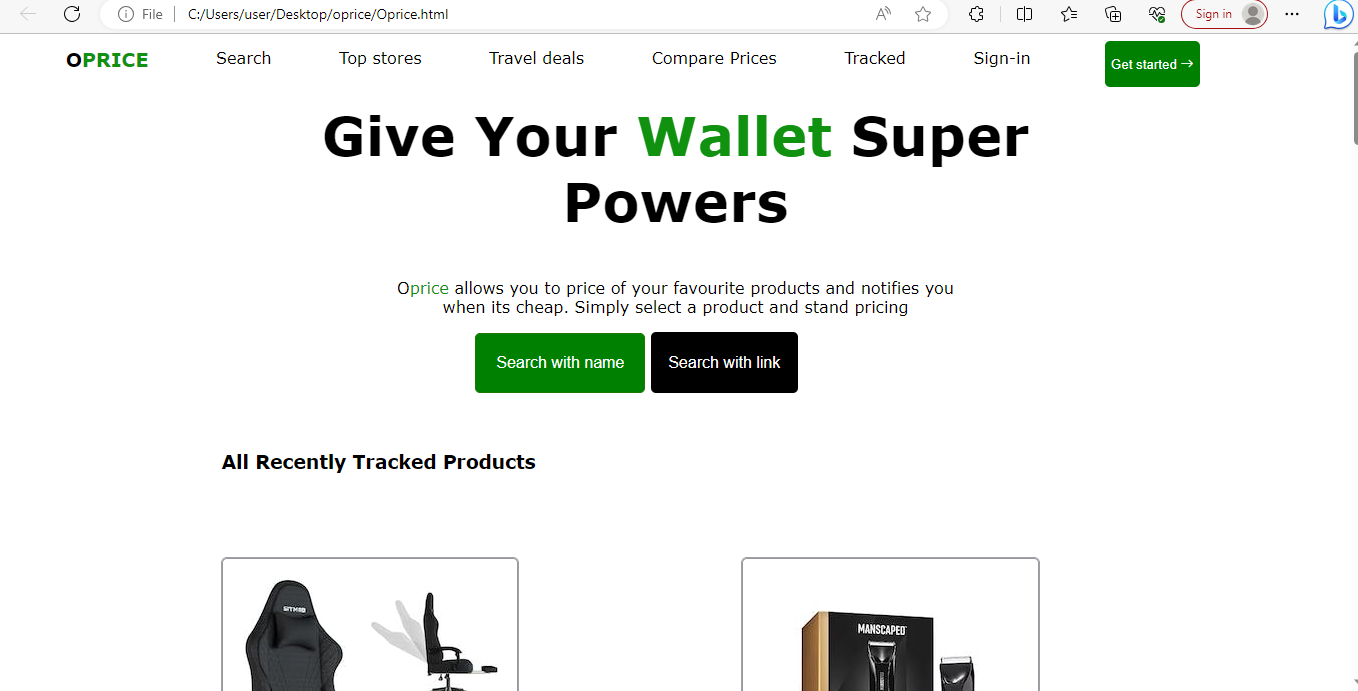 File
C:/Users/user/Desktop/oprice/Oprice.html
Sign in
OPRICE
Search
Top stores
Travel deals
Compare Prices
Tracked
Sign-in
Get started →
Give Your Wallet Super
Powers
Oprice allows you to price of your favourite products and notifies you
when its cheap. Simply select a product and stand pricing
Search with name
Search with link
All Recently Tracked Products
GTRACING
MANSCAPED